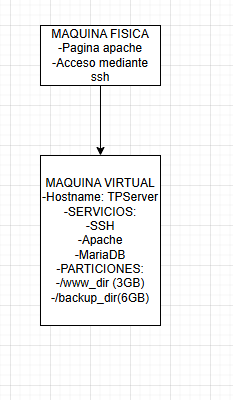 MAQUINA FISICA
-Pagina apache
-Acceso mediante
ssh
MAQUINA VIRTUAL
-Hostname: TPServer
-SERVICIOS:
-SSH
-Apache
-MariaDB
-PARTICIONES:
-/www_dir (3GB)
-/backup_dir(6GB)